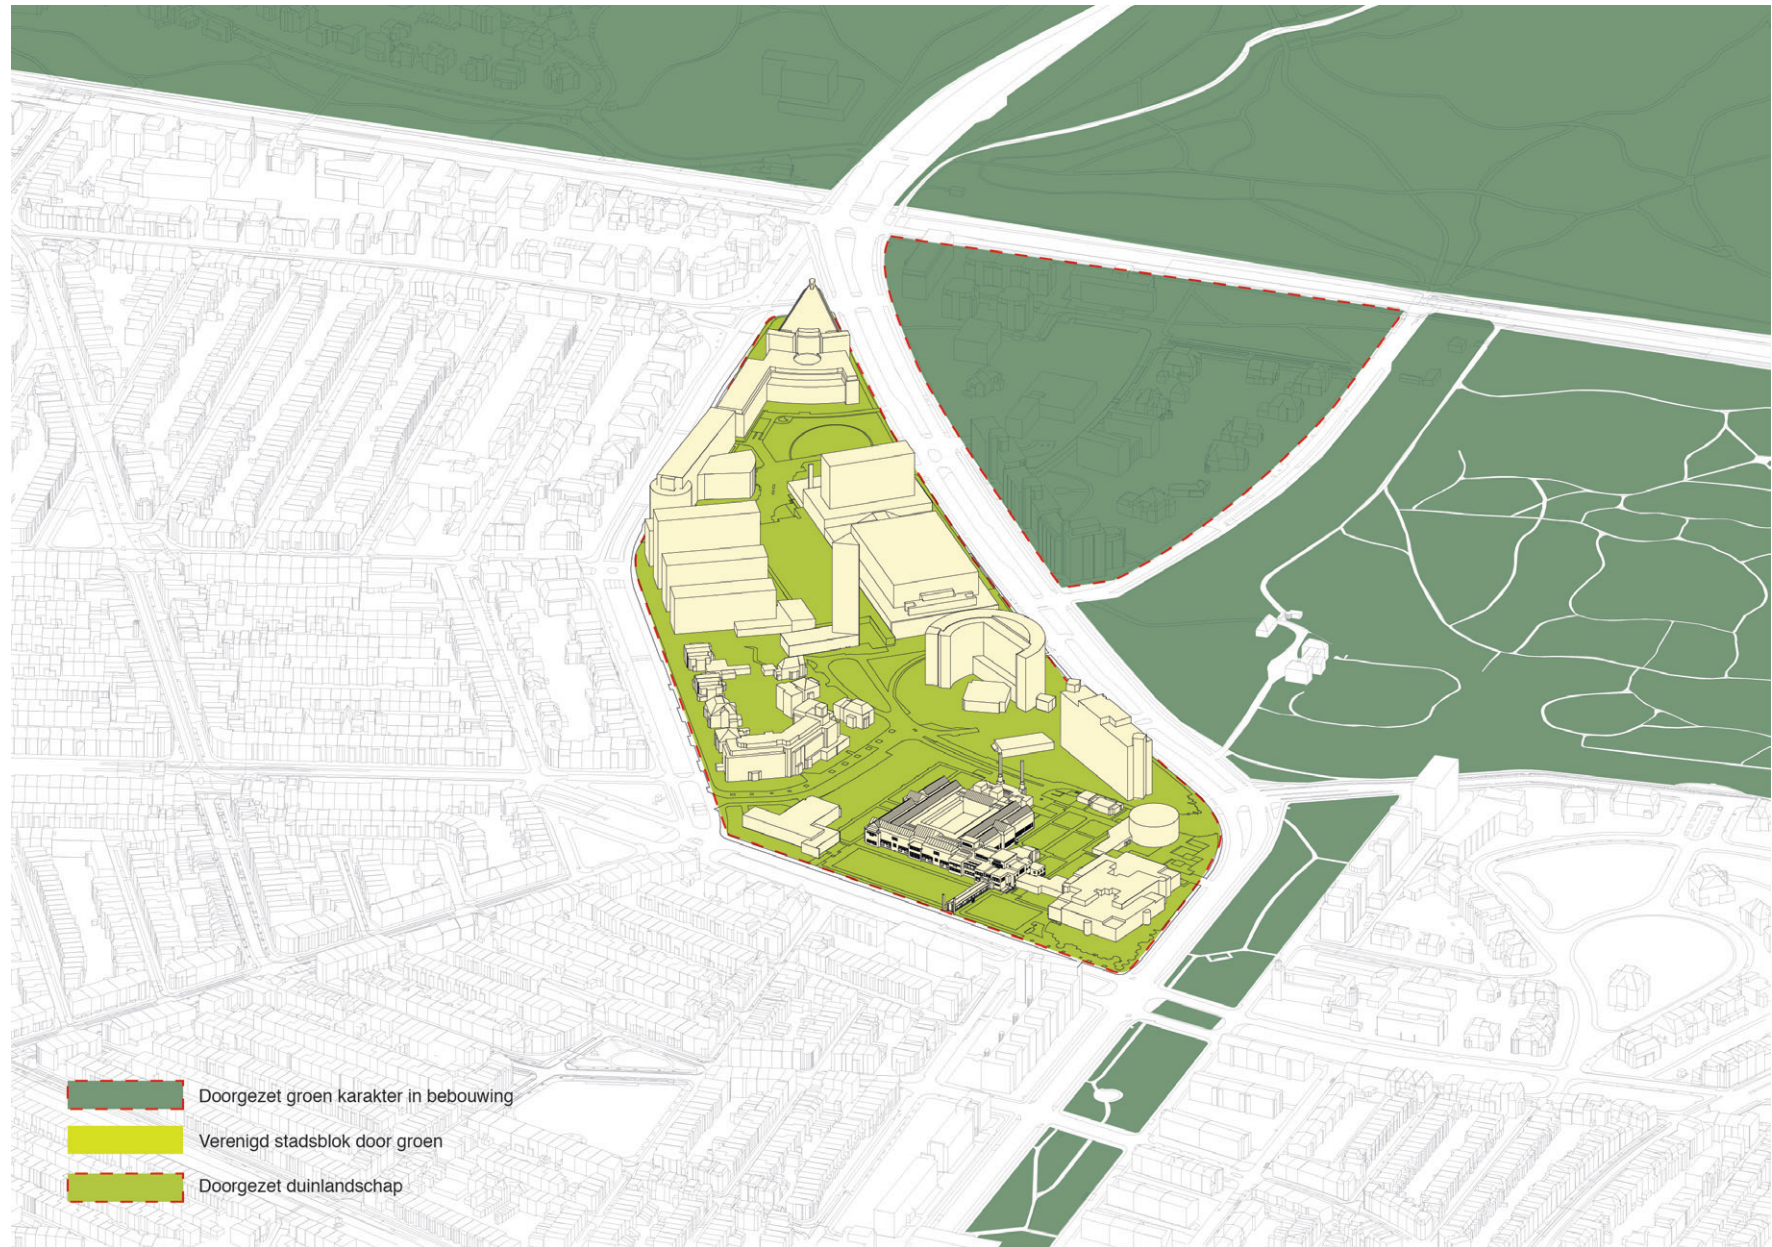 Doorgezet groen karakter in bebouwing
Verenigd stadsblok door groen
Doorgezet duinlandschap